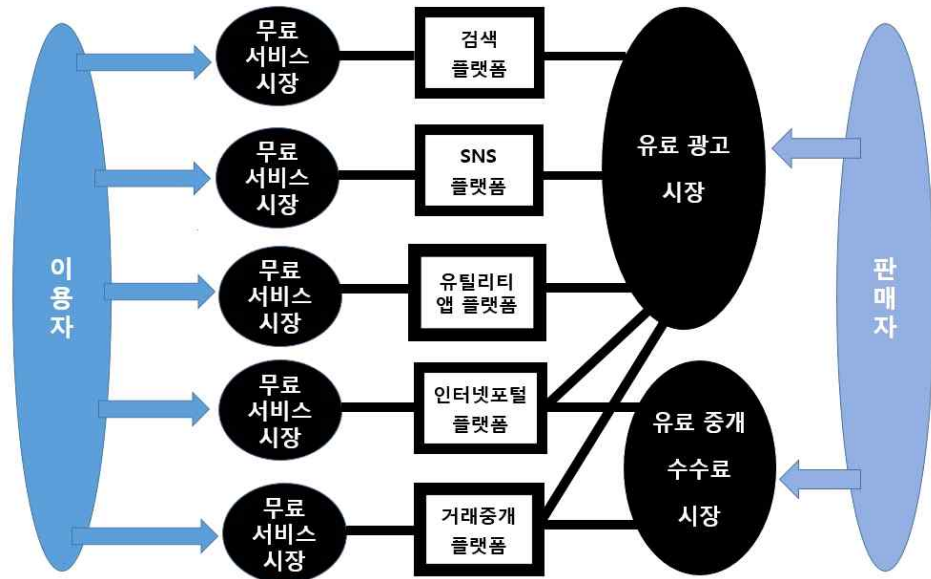 이
용
자
무료
서비스
시장
검색
플랫폼
무료
서비스
시장
SNS
플랫폼
무료
서비스
시장
유틸리티
앱 플랫폼
무료
서비스
시장
인터넷포털
플랫폼
무료
서비스
시장
거래중개
플랫폼
유료 광고
시장
유료 중개
수수료
시장
판
매
자